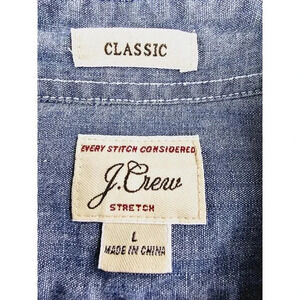 CLASSIC
EVERY STITCH CONSIDERED
J.Crew
STRETCH
L
MADE IN CHINA